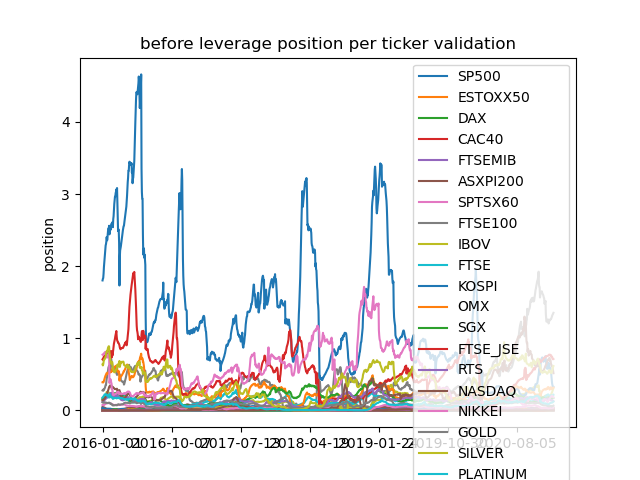 before leverage position per ticker validation
position
4
3
2
1
0
2016-01-01
2016-10-07
2017-07-13
2018-04-19
2019-01-24
2019-10-30
2020-08-05
SP500
ESTOXX50
DAX
CAC40
FTSEMIB
ASXPI200
SPTSX60
FTSE100
IBOV
FTSE
KOSPI
OMX
SGX
FTSE_JSE
RTS
NASDAQ
NIKKEI
GOLD
SILVER
PLATINUM